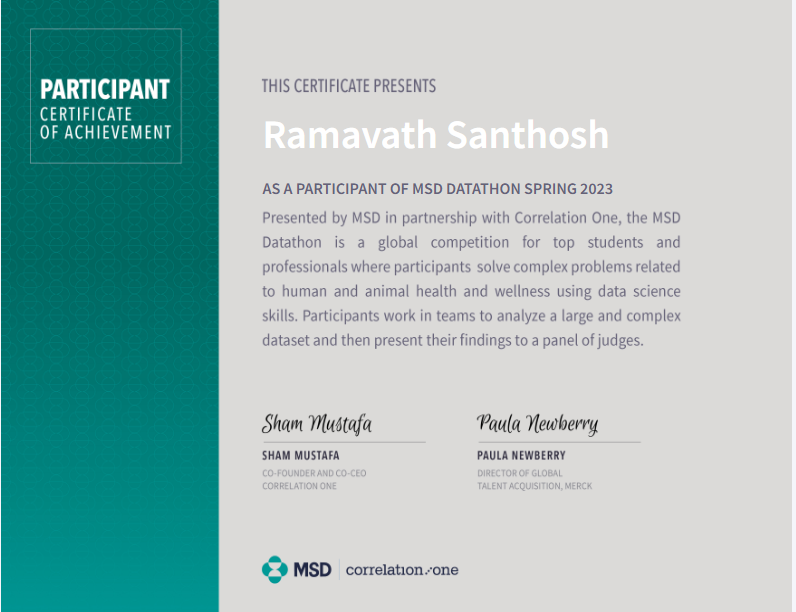 PARTICIPANT
CERTIFICATE
OF ACHIEVEMENT
THIS CERTIFICATE PRESENTS
Ramavath Santhosh
AS A PARTICIPANT OF MSD DATATHON SPRING 2023
Presented by MSD in partnership with Correlation One, the MSD
Datathon is a global competition for top students and
professionals where participants solve complex problems related
to human and animal health and wellness using data science
skills. Participants work in teams to analyze a large and complex
dataset and then present their findings to a panel of judges.
Sham Mustafa
Paula Newberry
SHAM MUSTAFA
PAULA NEWBERRY
CO-FOUNDER AND CO-CEO
DIRECTOR OF GLOBAL
CORRELATION ONE
TALENT ACQUISITION, MERCK
MSD correlation one